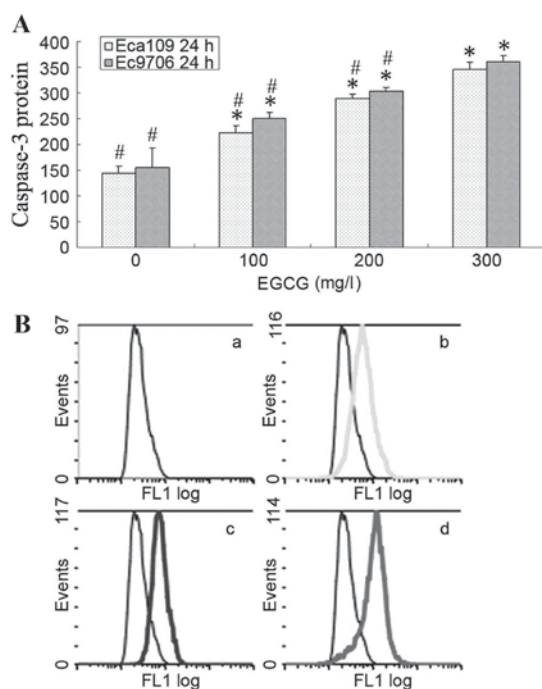 A
Caspase-3 protein
400
350
300
250
200
150
100
50
0
Eca109 24 h
Ec9706 24 h
# #
# #
* *
# #
* *
* *
0 100 200 300
EGCG (mg/l)
B
97
Events
0
a
FL1 log
116
Events
0
b
FL1 log
117
Events
0
c
FL1 log
114
Events
0
d
FL1 log